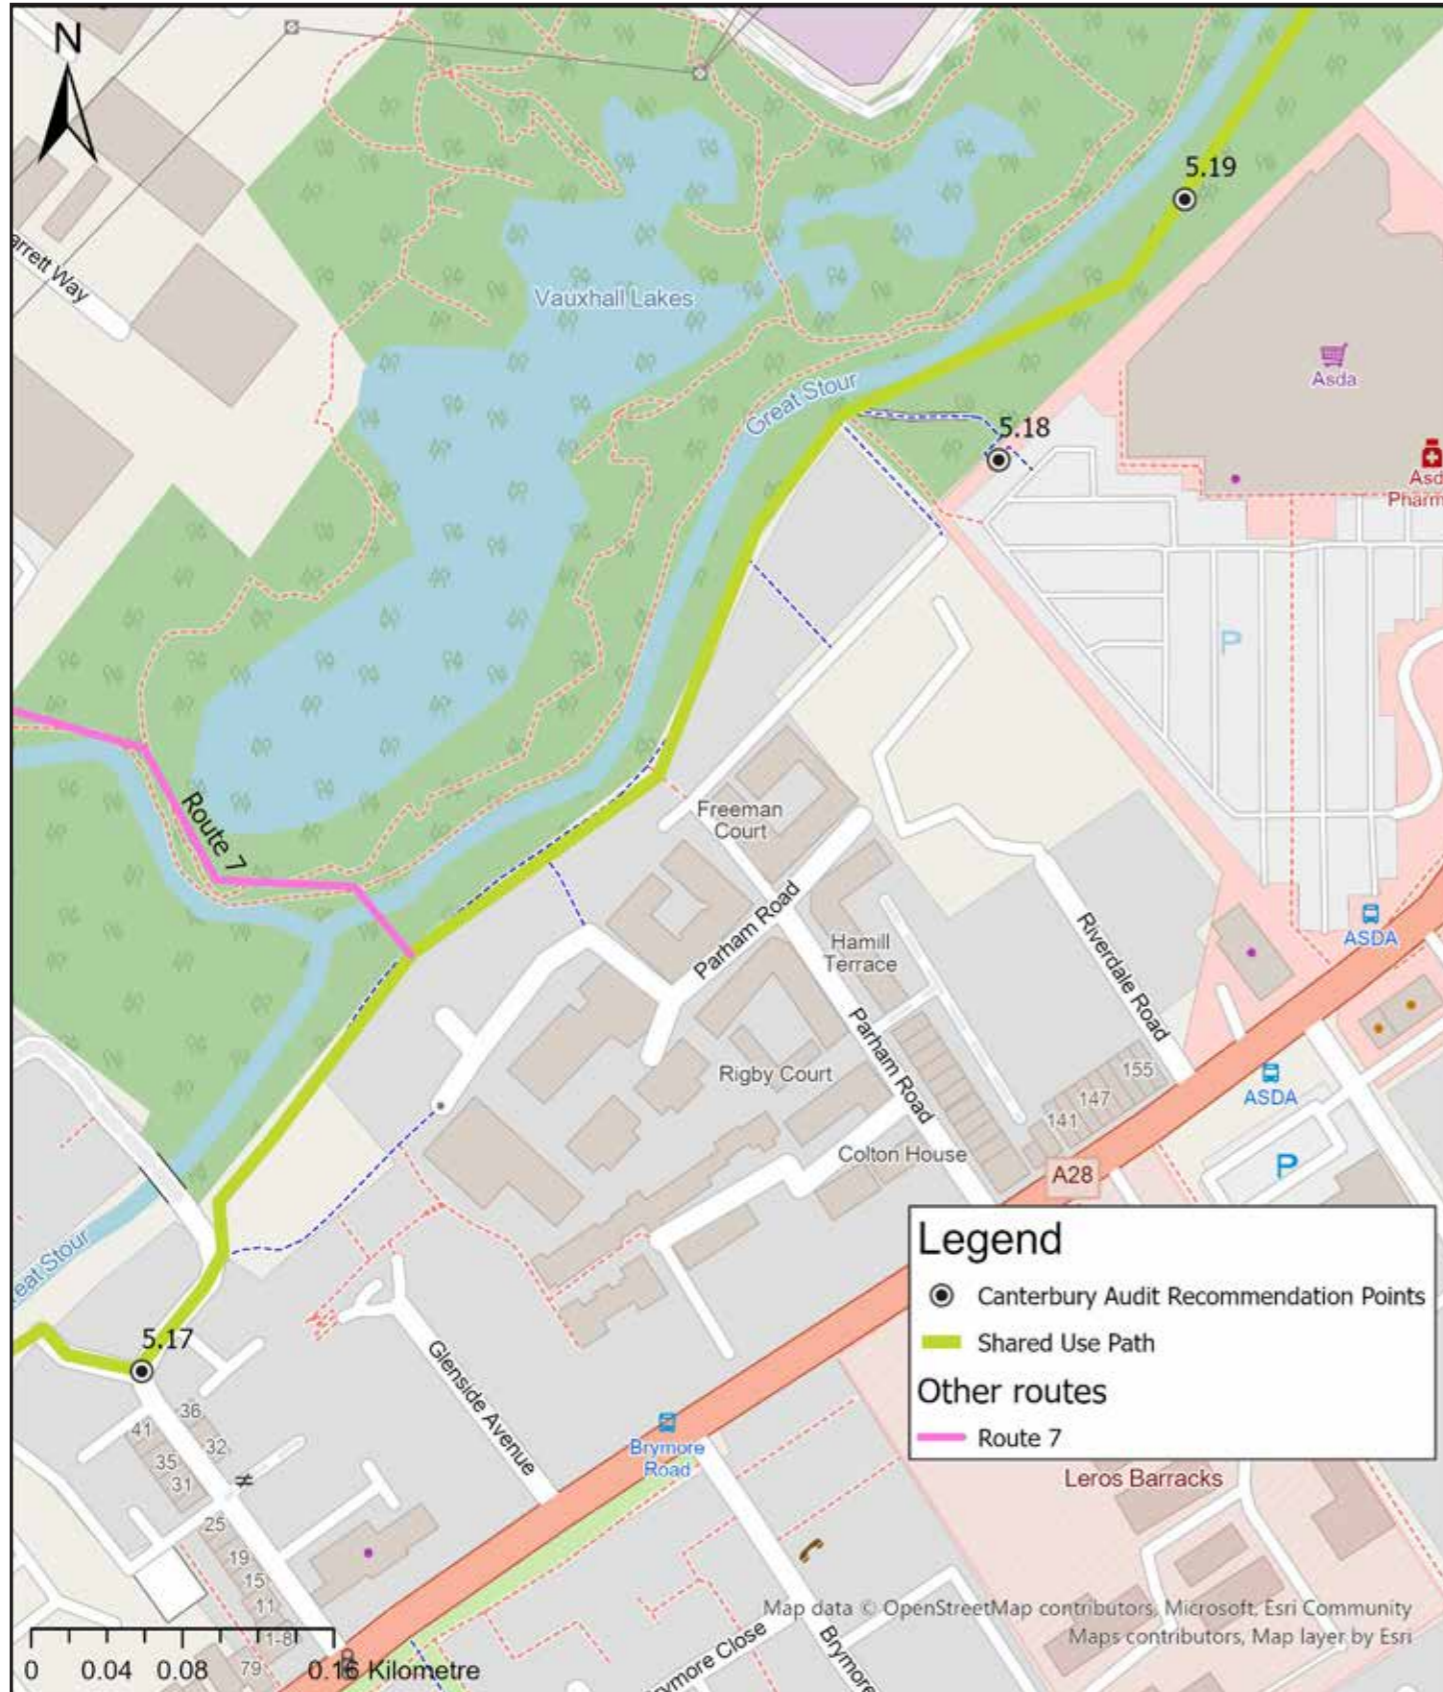 N
5.19
arrett Way
Vauxhall Lakes
Asda
Great Stour
5.18
Asd
Pharm
P
Route 7
Freeman
Court
Parham Road
Hamill
Terrace
Riverdale Road
ASDA
Parham Road
Rigby Court
155
147
141
ASDA
Colton House
A28
P
Legend
Canterbury Audit Recommendation Points
Shared Use Path
Other routes
Route 7
reat Stour
5.17
Glenside Avenue
36
41
32
35
31
Brymore
Road
Leros Barracks
25
19
15
11
1-8
79
Map data © OpenStreetMap contributors, Microsoft, Esri Community
Maps contributors, Map layer by Esri
rymore Close
Brymore
0 0.04 0.08 0.16 Kilometre